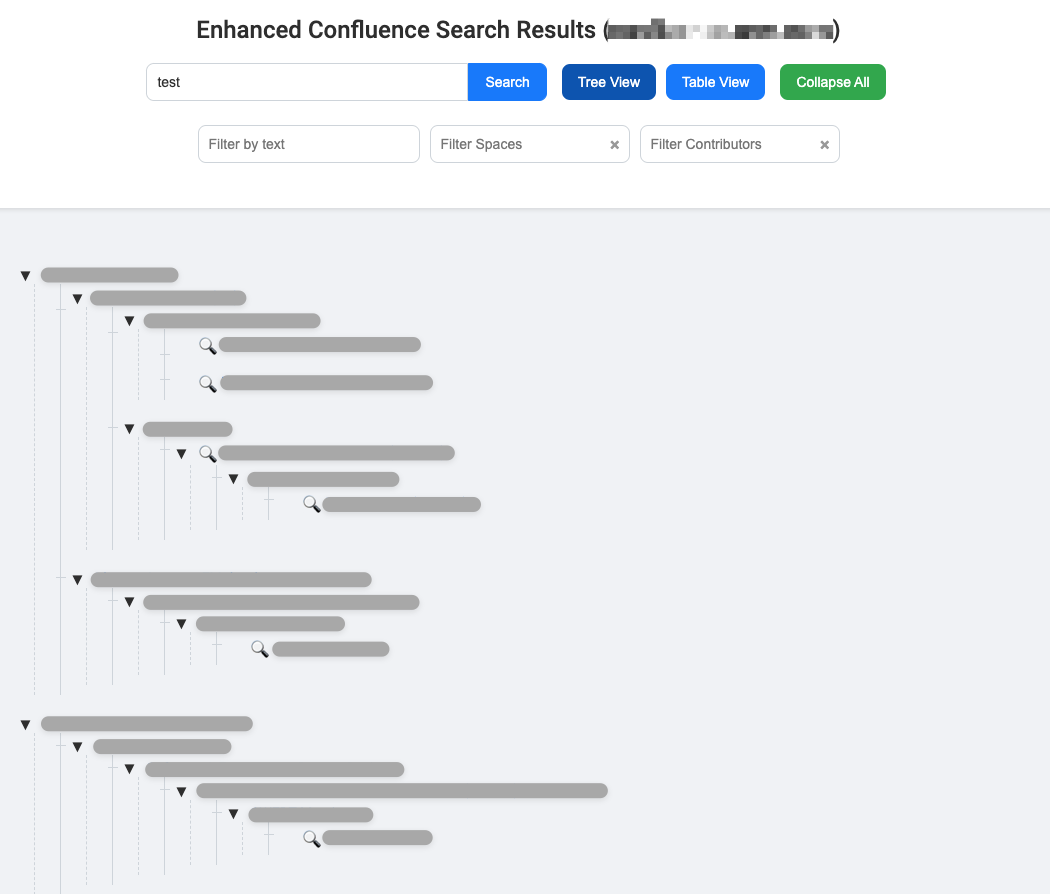 Enhanced Confluence Search Results ( )
test Search Tree View Table View Collapse All
Filter by text Filter Spaces × Filter Contributors ×